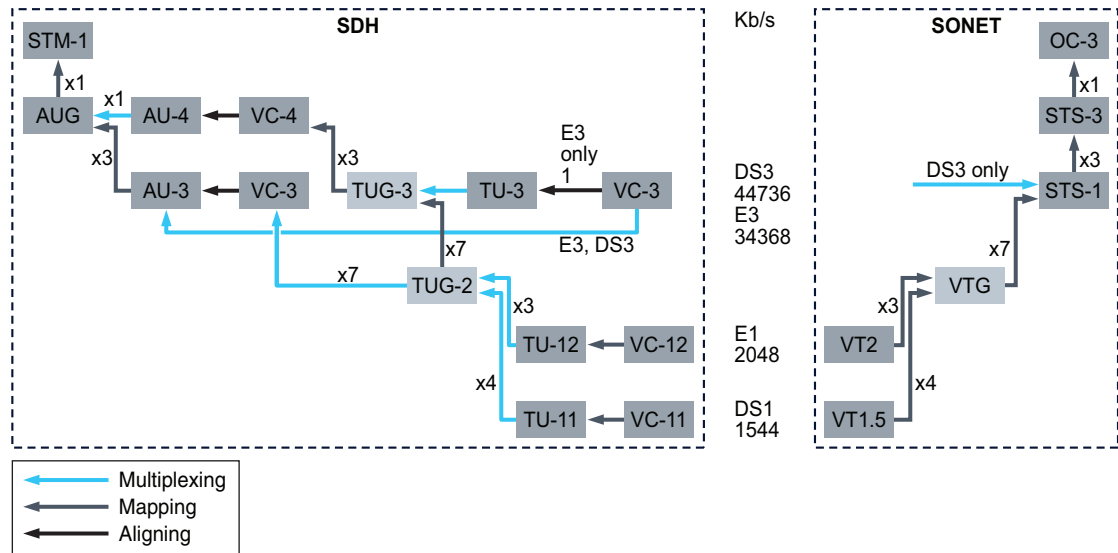 SDH
Kb/s
SONET
STM-1
OC-3
x1
x1
x1
AUG
AU-4
VC-4
STS-3
E3
only
1
x3
x3
x3
DS3 only
AU-3
VC-3
TUG-3
TU-3
VC-3
DS3
44736
E3
34368
STS-1
E3, DS3
x7
x7
x7
TUG-2
VTG
x3
x3
TU-12
VC-12
E1
2048
VT2
x4
x4
TU-11
VC-11
DS1
1544
VT1.5
Multiplexing
Mapping
Aligning